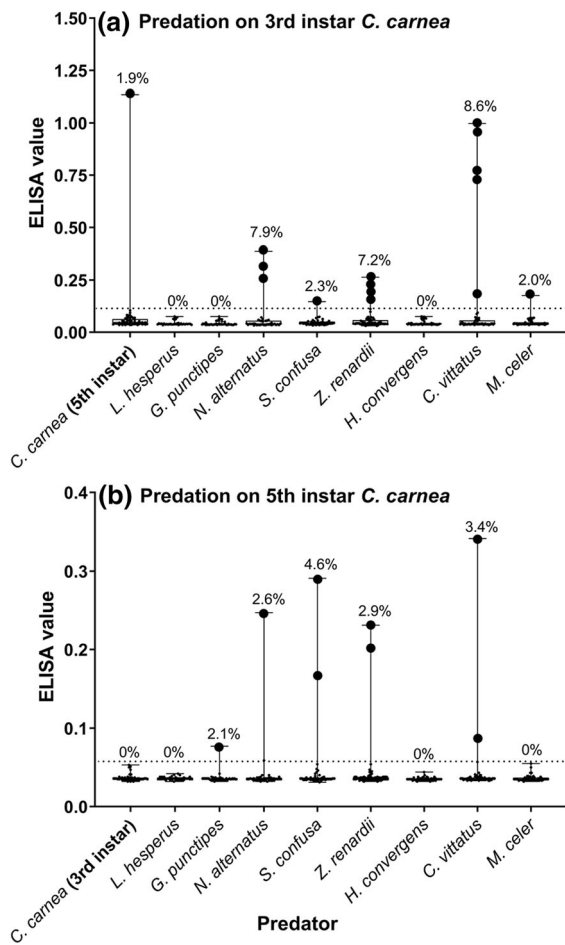 (a) Predation on 3rd instar C. carnea
ELISA value
1.50
1.25
1.00
0.75
0.50
0.25
0.00
1.9%
0%
0%
7.9%
2.3%
7.2%
0%
8.6%
2.0%
C. carnea (5th instar)
L. hesperus
G. punctipes
N. alternatus
S. confusa
Z. renardii
H. convergens
C. vittatus
M. celer
(b) Predation on 5th instar C. carnea
ELISA value
0.4
0.3
0.2
0.1
0.0
0%
0%
2.1%
2.6%
4.6%
2.9%
0%
3.4%
0%
C. carnea (3rd instar)
L. hesperus
G. punctipes
N. alternatus
S. confusa
Z. renardii
H. convergens
C. vittatus
M. celer
Predator